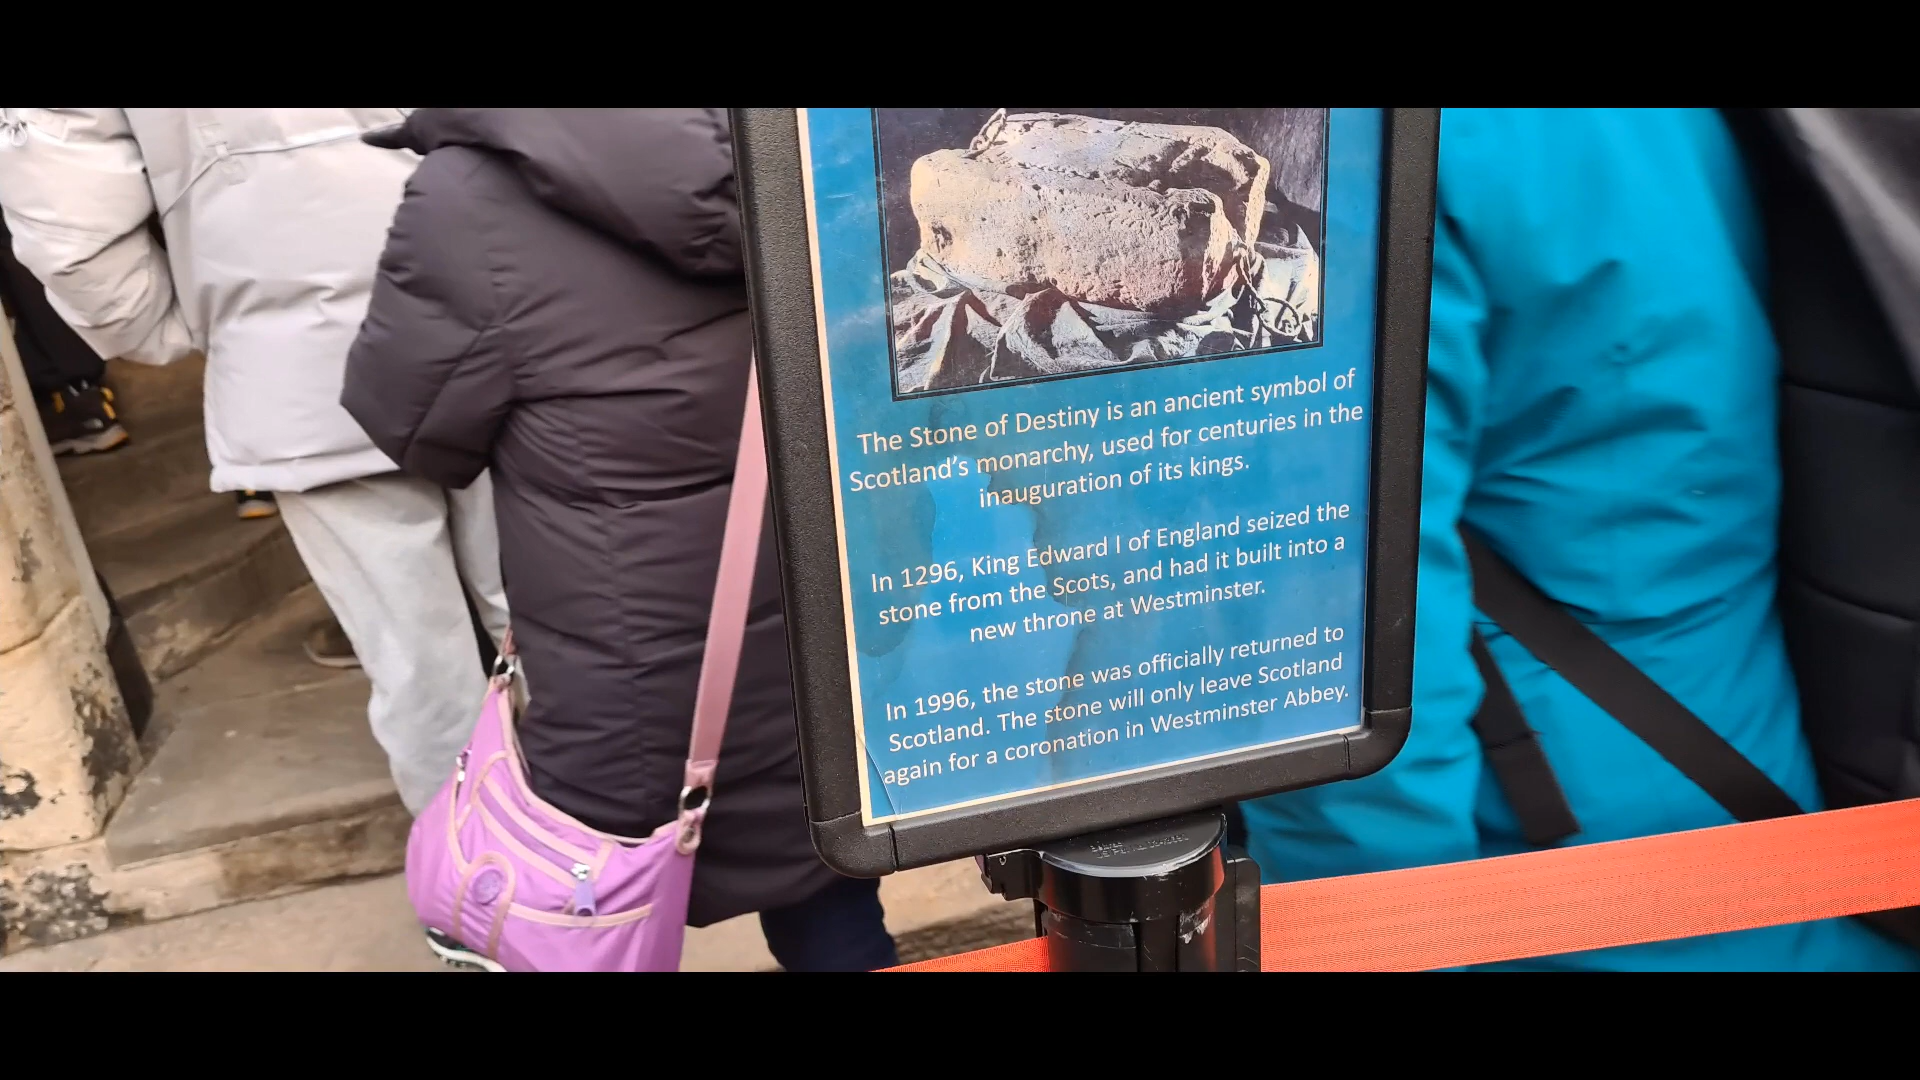 The Stone of Destiny is an ancient symbol of
Scotland's monarchy, used for centuries in the
inauguration of its kings.
In 1296, King Edward I of England seized the
stone from the Scots, and had it built into a
new throne at Westminster.
In 1996, the stone was officially returned to
Scotland. The stone will only leave Scotland
again for a coronation in Westminster Abbey.